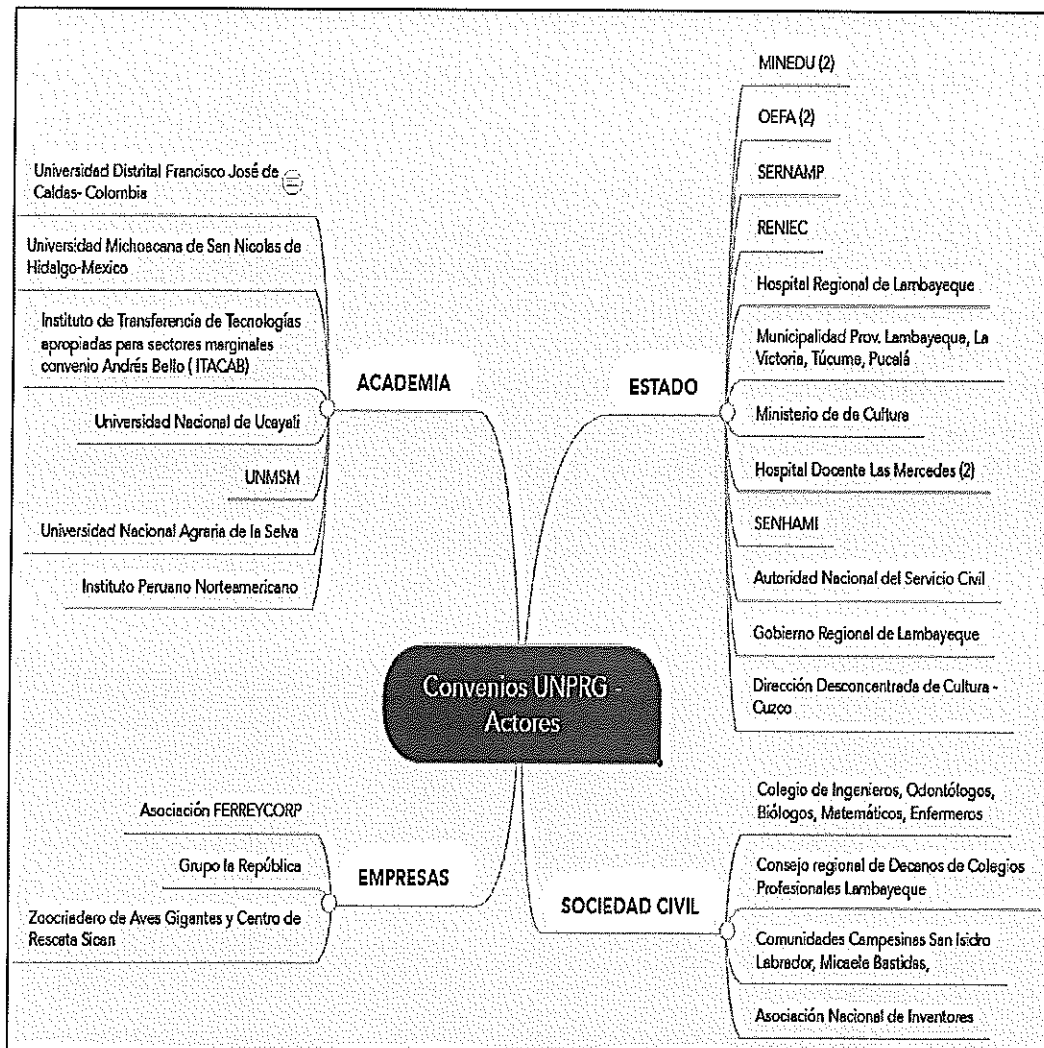 Universidad Distrital Francisco José de
Caldas- Colombia
Universidad Michoacana de San Nicolas de
Hidalgo-Mexico
Instituto de Transferencia de Tecnologías
apropiadas para sectores marginales
convenio Andrés Bello ( ITACAB)
Universidad Nacional de Ucayali
UNMSM
Universidad Nacional Agraria de la Selva
Instituto Peruano Norteamericano
ACADEMIA
MINEDU (2)
OEFA (2)
SERNAMP
RENIEC
Hospital Regional de Lambayeque
Municipalidad Prov. Lambayeque, La
Victoria, Túcume, Pucalá
Ministerio de de Cultura
Hospital Docente Las Mercedes (2)
SENHAMI
Autoridad Nacional del Servicio Civil
Gobierno Regional de Lambayeque
Dirección Desconcentrada de Cultura -
Cuzco
ESTADO
Convenios UNPRG -
Actores
Asociación FERREYCORP
Grupo la República
Zoocriadero de Aves Gigantes y Centro de
Rescate Sican
EMPRESAS
SOCIEDAD CIVIL
Colegio de Ingenieros, Odontólogos,
Biólogos, Matemáticos, Enfermeros
Consejo regional de Decanos de Colegios
Profesionales Lambayeque
Comunidades Campesinas San Isidro
Labrador, Micaela Bastidas,
Asociación Nacional de Inventores